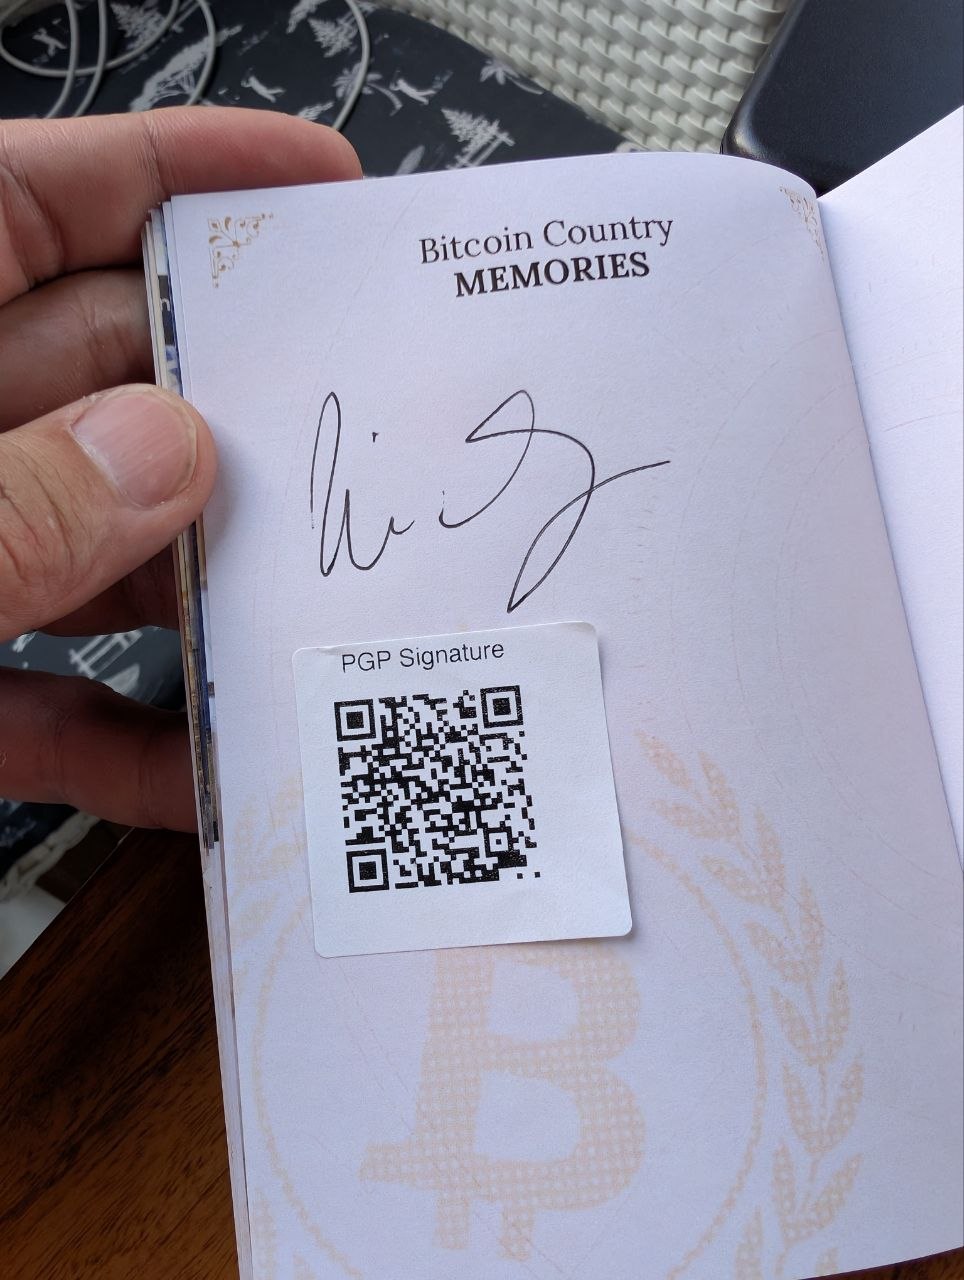 Bitcoin Country
MEMORIES
PGP Signature